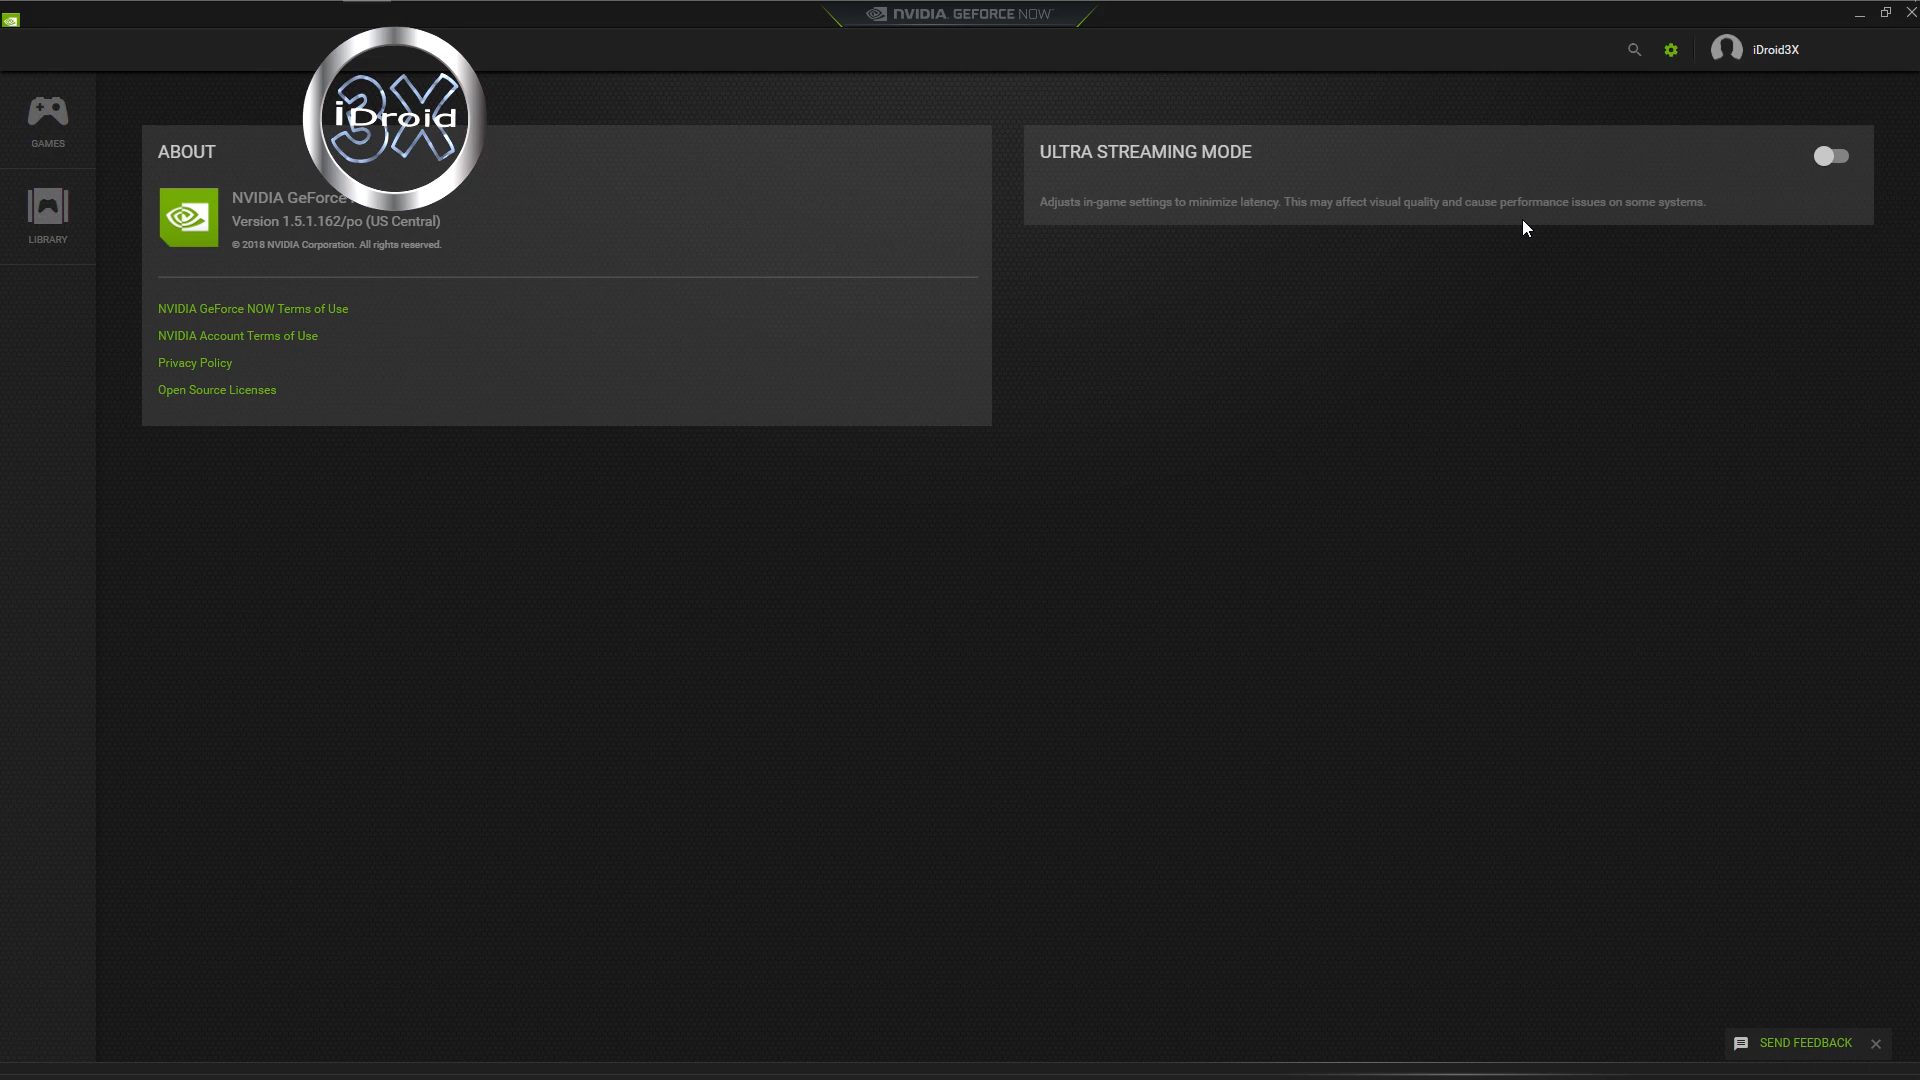 NVIDIA. GEFORCE NOW
iDroid3X
3X
iDroid
GAMES
LIBRARY
ABOUT
NVIDIA GeForce
Version 1.5.1.162/po (US Central)
© 2018 NVIDIA Corporation. All rights reserved.
NVIDIA GeForce NOW Terms of Use
NVIDIA Account Terms of Use
Privacy Policy
Open Source Licenses
ULTRA STREAMING MODE
Adjusts in-game settings to minimize latency. This may affect visual quality and cause performance issues on some systems.
SEND FEEDBACK